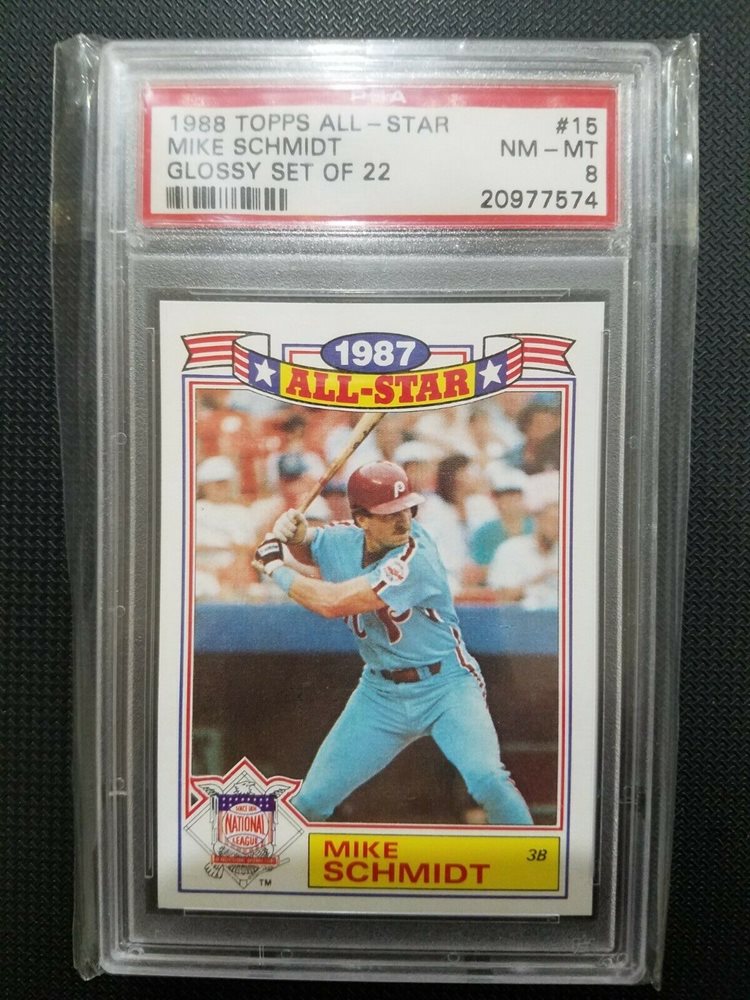 PSA
1988 TOPPS ALL-STAR #15
MIKE SCHMIDT NM-MT
GLOSSY SET OF 22 8
20977574
1987
ALL-STAR
P
NATIONAL
LEAGUE
TM
MIKE
SCHMIDT
3B